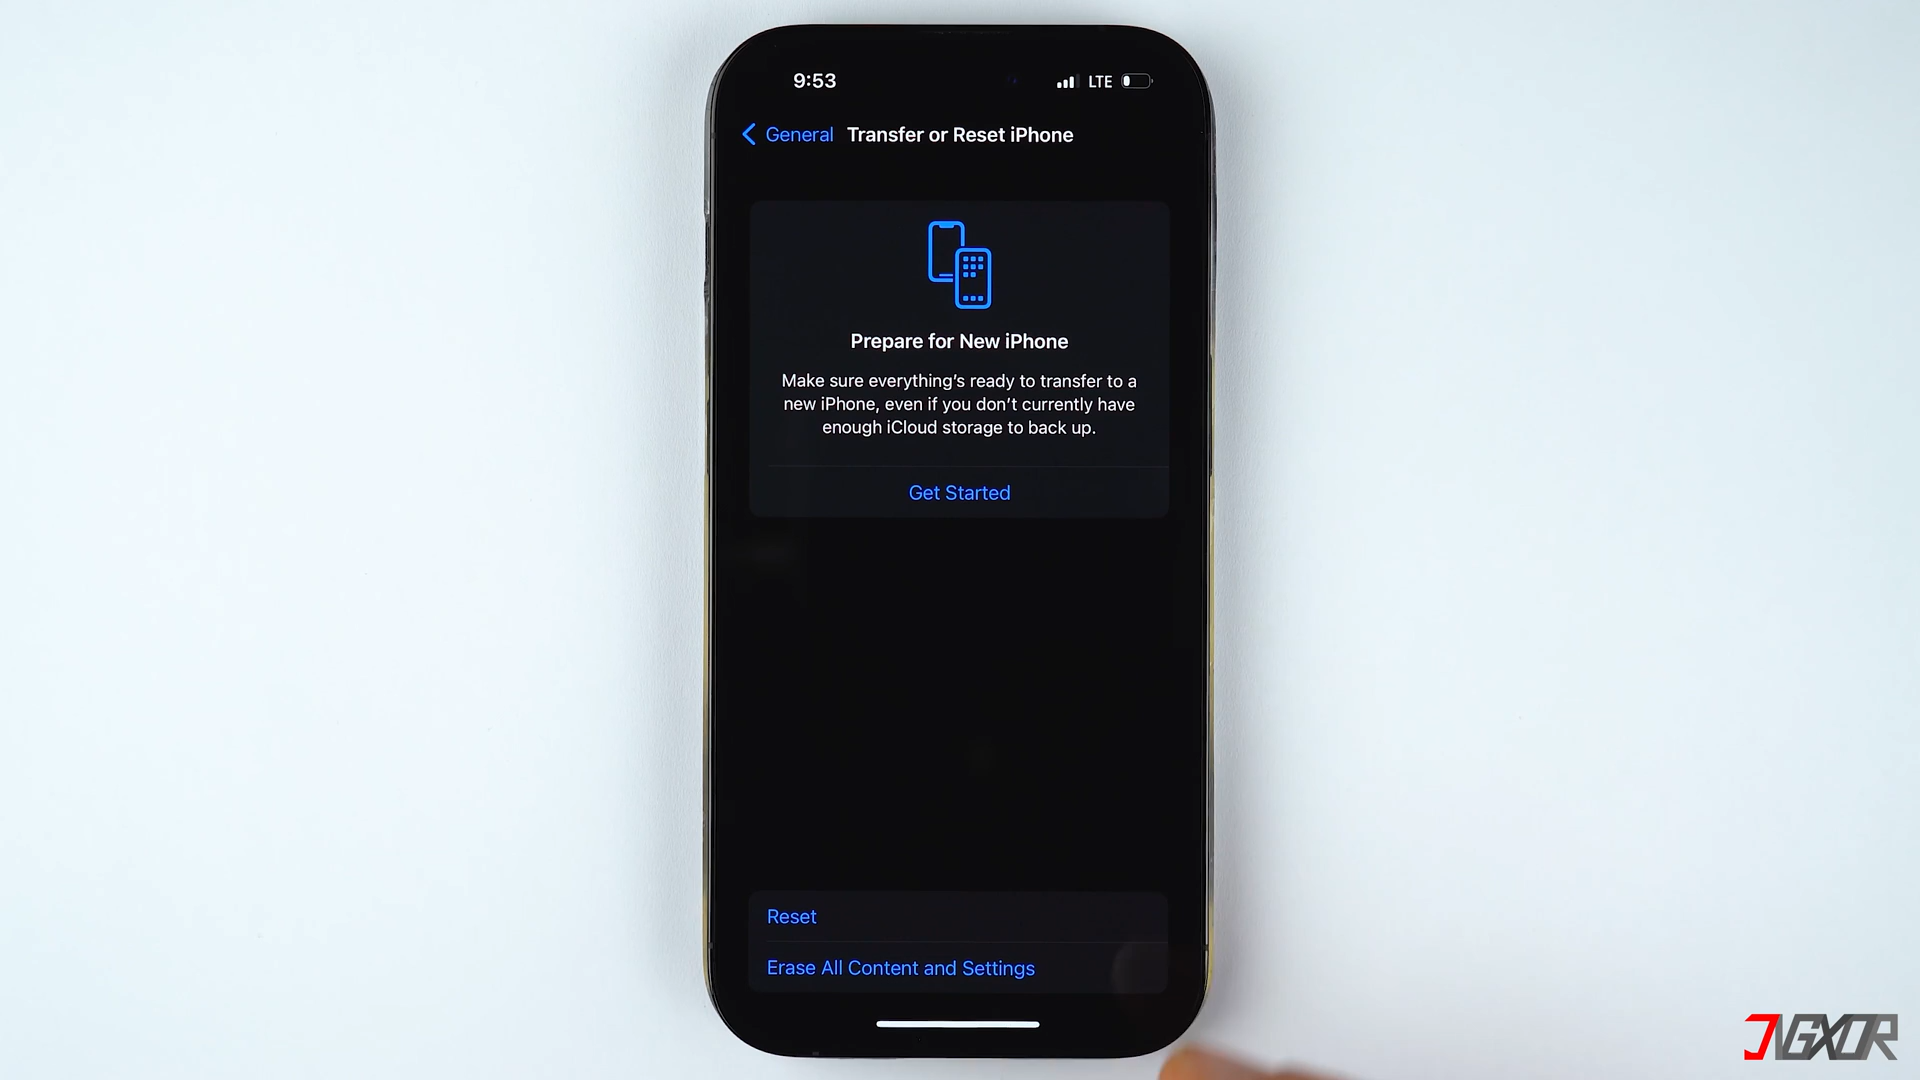 9:53 LTE
General Transfer or Reset iPhone
Prepare for New iPhone
Make sure everything's ready to transfer to a
new iPhone, even if you don't currently have
enough iCloud storage to back up.
Get Started
Reset
Erase All Content and Settings
JVGXOR